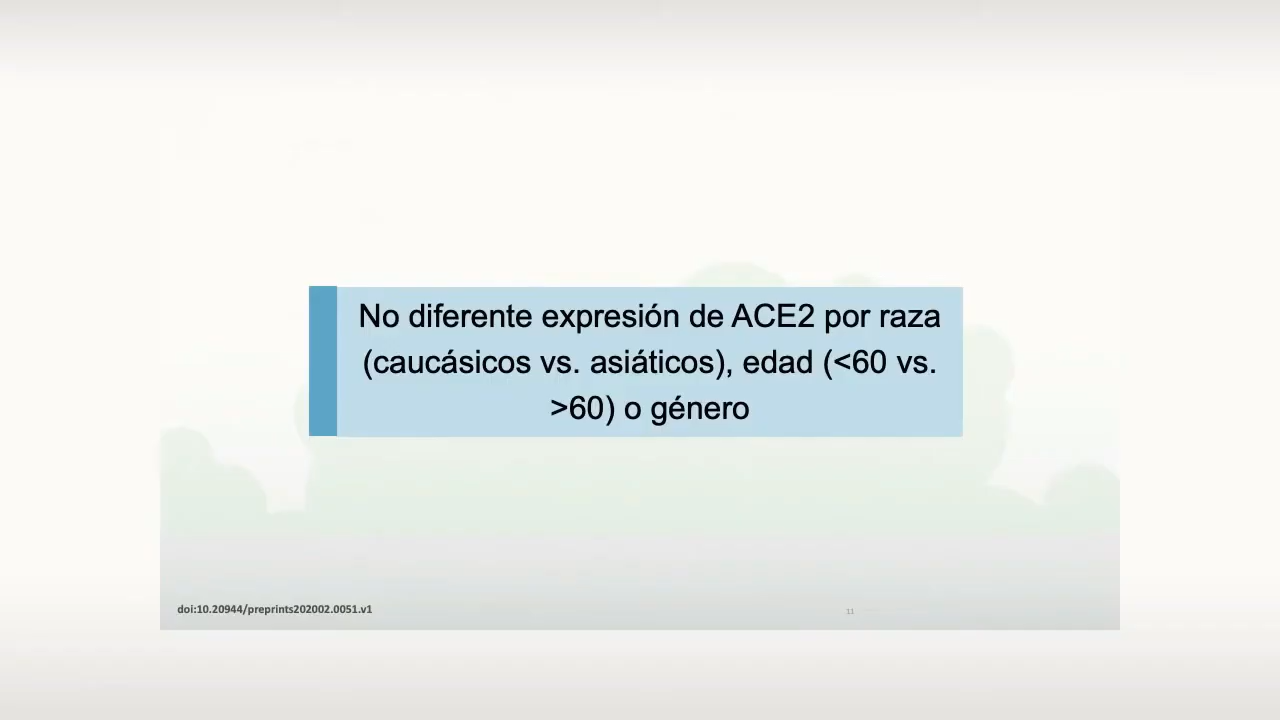 No diferente expresión de ACE2 por raza
(caucásicos vs. asiáticos), edad (<60 vs.
>60) o género
doi:10.20944/preprints202002.0051.v1
11